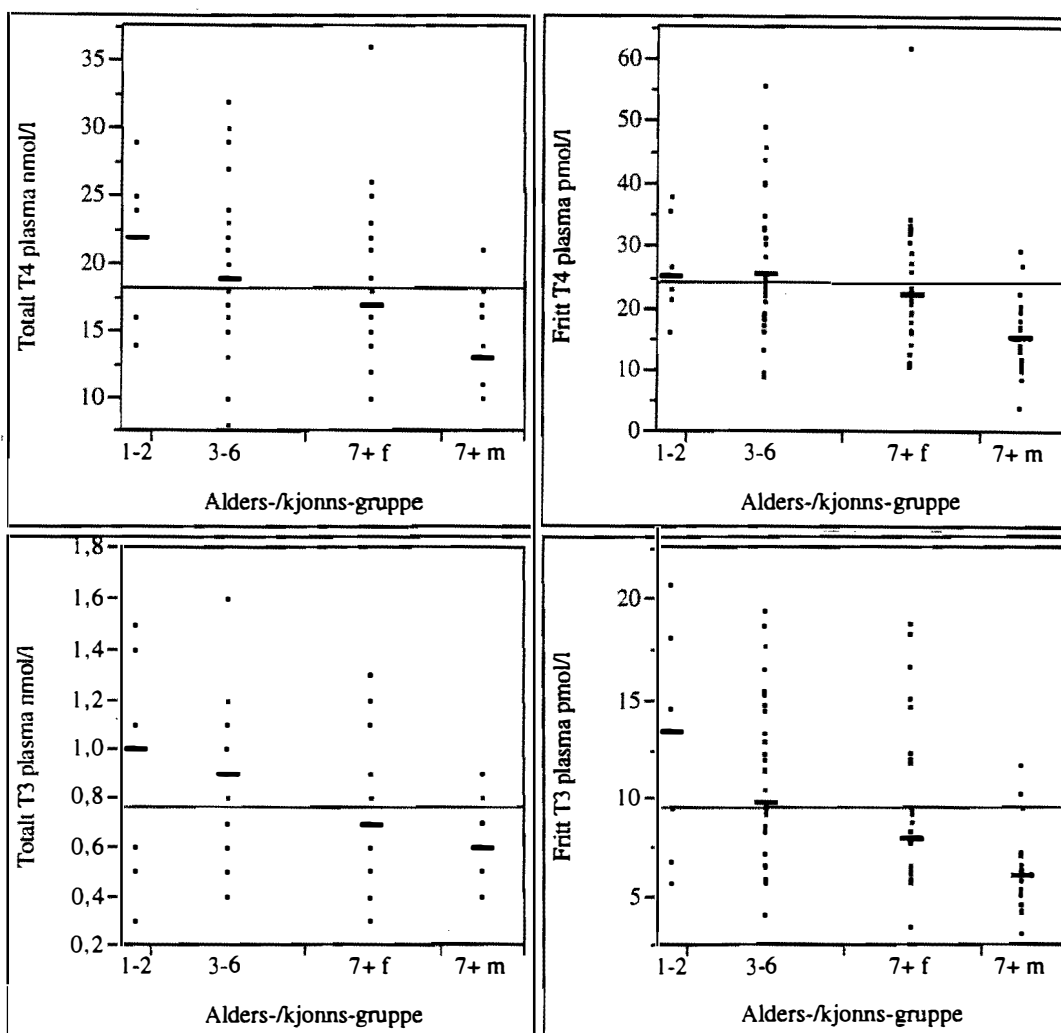 Totalt T4 plasma nmol/l
35
30
25
20
15
10
1-2 3-6 7+ f 7+ m
Alders-/kjonns-gruppe
Fritt T4 plasma pmol/l
60
50
40
30
20
10
0
1-2 3-6 7+ f 7+ m
Alders-/kjonns-gruppe
Totalt T3 plasma nmol/l
1,8
1,6
1,4
1,2
1,0
0,8
0,6
0,4
0,2
1-2 3-6 7+ f 7+ m
Alders-/kjonns-gruppe
Fritt T3 plasma pmol/l
20
15
10
5
1-2 3-6 7+ f 7+ m
Alders-/kjonns-gruppe